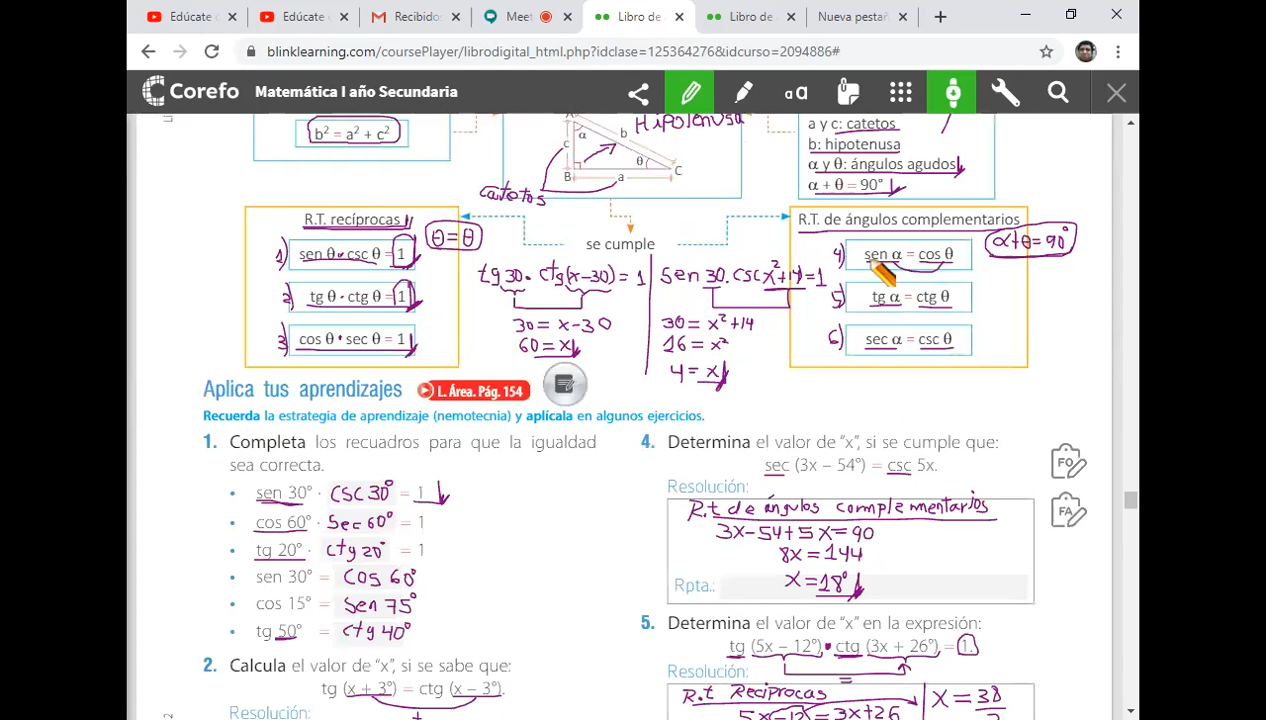 Edúcate c
Edúcate c
Recibidos
Meet
Libro de
Libro de
Nueva pestañ
blinklearning.com/coursePlayer/librodigital_html.php?idclase=125364276&idcurso=2094886#
Corefo
Matemática I año Secundaria
aA
b² = a² + c²
Hipotenusa
α
b
c
θ
B
a
C
catetos
a y c: catetos
b: hipotenusa
α y θ: ángulos agudos
α + θ = 90°
R.T. recíprocas
θ = θ
1) sen θ · csc θ = 1
2) tg θ · ctg θ = 1
3) cos θ · sec θ = 1
se cumple
tg 30 · ctg (x-30) = 1
30 = x - 30
60 = x
Sen 30 . csc x² + 14 = 1
30 = x² + 14
16 = x²
4 = x
R.T. de ángulos complementarios
α + θ = 90°
4) sen α = cos θ
5) tg α = ctg θ
6) sec α = csc θ
Aplica tus aprendizajes
L. Área. Pág. 154
Recuerda la estrategia de aprendizaje (nemotecnia) y aplícala en algunos ejercicios.
1. Completa los recuadros para que la igualdad
sea correcta.
• sen 30° · CSC 30° = 1
• cos 60° · Sec 60° = 1
• tg 20° · ctg 20° = 1
• sen 30° = Cos 60°
• cos 15° = Sen 75°
• tg 50° = ctg 40°
2. Calcula el valor de “x”, si se sabe que:
tg (x + 3°) = ctg (x – 3°).
+
Resolución:
4. Determina el valor de “x”, si se cumple que:
sec (3x – 54°) = csc 5x.
Resolución:
R.t de ángulos complementarios
3x - 54 + 5x = 90
8x = 144
x = 18°
Rpta.:
5. Determina el valor de “x” en la expresión:
tg (5x – 12°) · ctg (3x + 26°) = 1.
=
Resolución:
R.t Recíprocas
5x - 12 = 3x + 26
x = 38
FO
FA